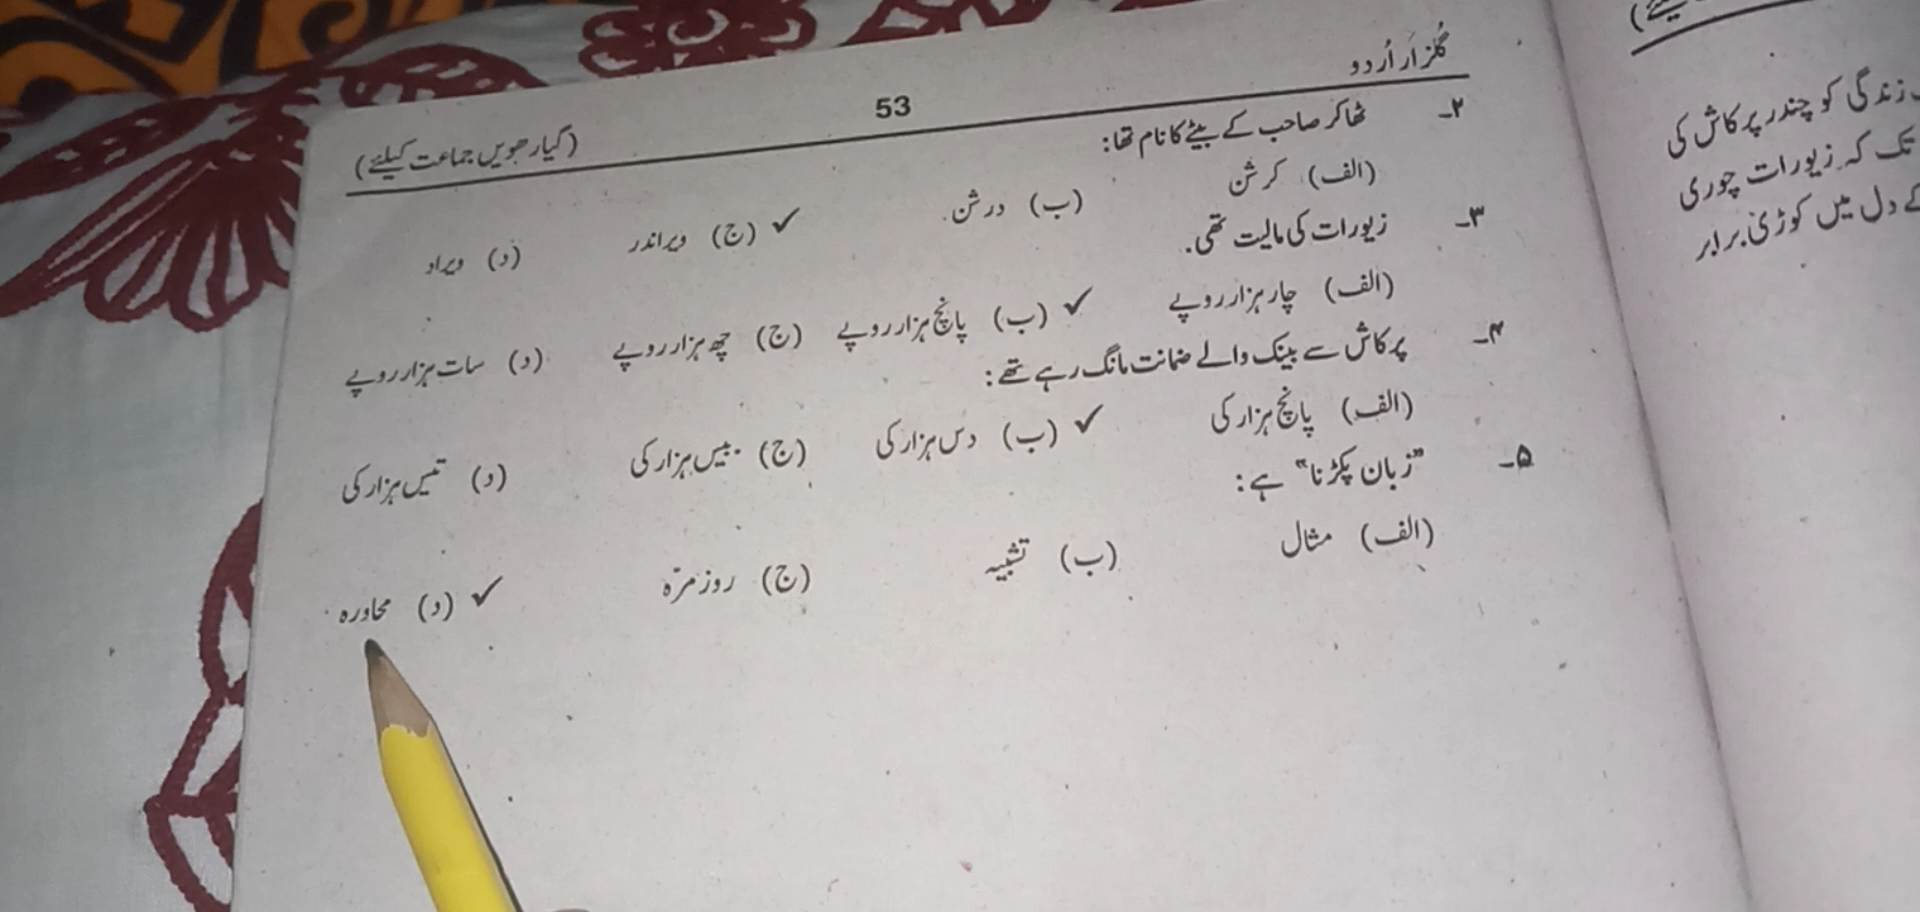 گلزارِ اُردو
53
(گیارھویں جماعت کیلئے)
۲۔ ٹھاکر صاحب کے بیٹے کا نام تھا:
(الف) کرشن (ب) درشن ✓ (ج) ویراندر (د) ویراد
۳۔ زیورات کی مالیت تھی۔
(الف) چار ہزار روپے ✓ (ب) پانچ ہزار روپے (ج) چھ ہزار روپے (د) سات ہزار روپے
۴۔ پرکاش سے بینک والے ضمانت مانگ رہے تھے:
(الف) پانچ ہزار کی ✓ (ب) دس ہزار کی (ج) بیس ہزار کی (د) تیس ہزار کی
۵۔ "زبان پکڑنا" ہے:
(الف) مثال (ب) تشبیہ (ج) روز مرّہ ✓ (د) محاورہ
زندگی کو چندر پرکاش کی
تک کہ زیورات چوری
کے دل میں کوڑی برابر